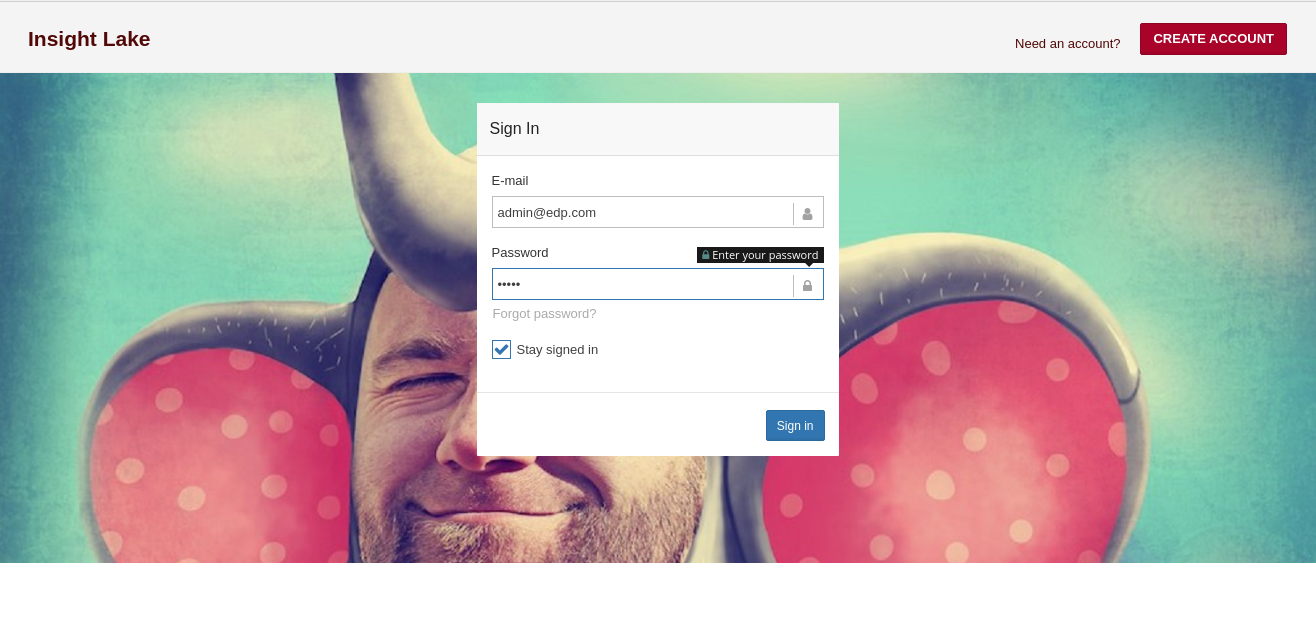 Insight Lake
Need an account?
CREATE ACCOUNT
Sign In
E-mail
admin@edp.com
Password
Enter your password
•••••
Forgot password?
Stay signed in
Sign in